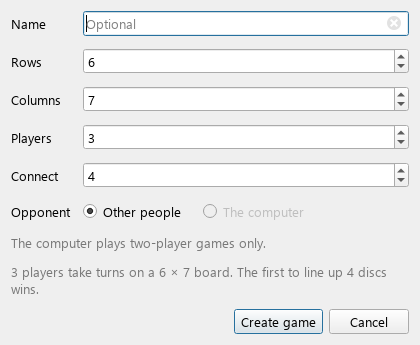 Name Optional
Rows 6
Columns 7
Players 3
Connect 4
Opponent Other people The computer
The computer plays two-player games only.
3 players take turns on a 6 × 7 board. The first to line up 4 discs
wins.
Create game Cancel